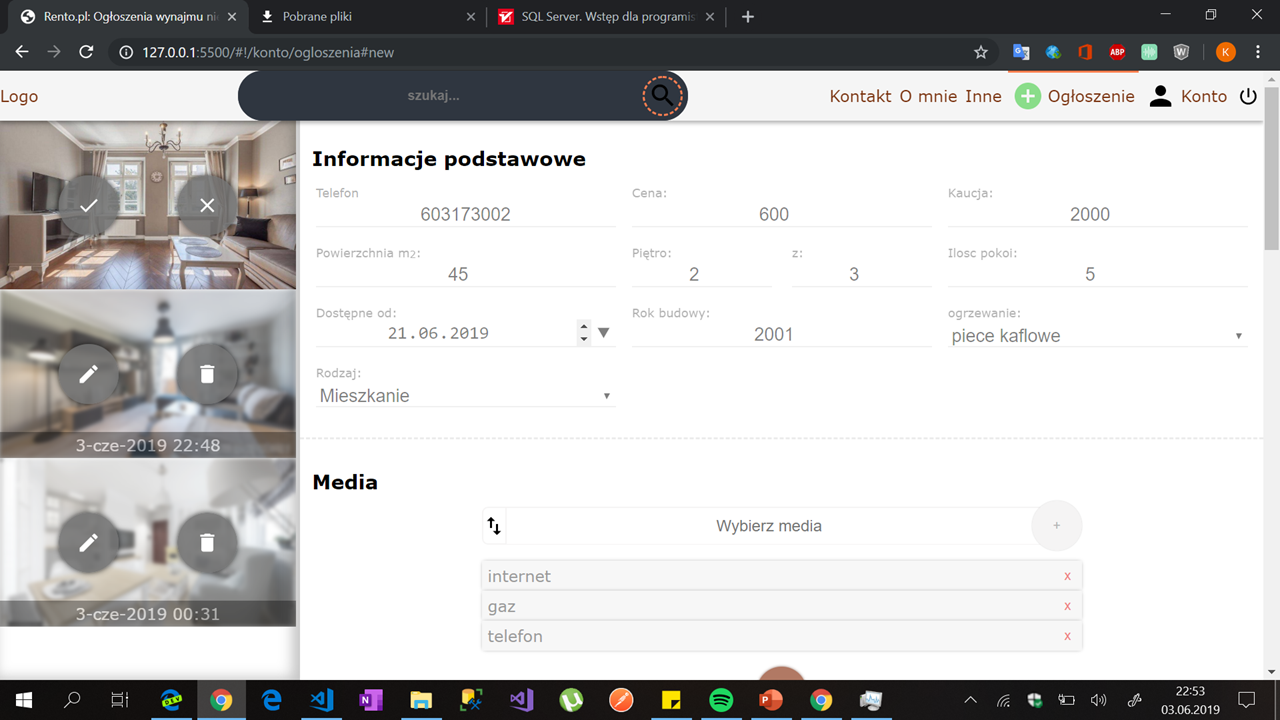 Rento.pl: Ogłoszenia wynajmu nie
Pobrane pliki
SQL Server. Wstęp dla programis
127.0.0.1:5500/#!/konto/ogloszenia#new
ABP
W
K
Logo
szukaj...
Kontakt O mnie Inne Ogłoszenie Konto
Informacje podstawowe
Telefon Cena: Kaucja:
603173002 600 2000
Powierzchnia m2: Piętro: z: Ilosc pokoi:
45 2 3 5
Dostępne od: Rok budowy: ogrzewanie:
21.06.2019 2001 piece kaflowe
Rodzaj:
Mieszkanie
3-cze-2019 22:48
3-cze-2019 00:31
Media
Wybierz media +
internet x
gaz x
telefon x
22:53
03.06.2019